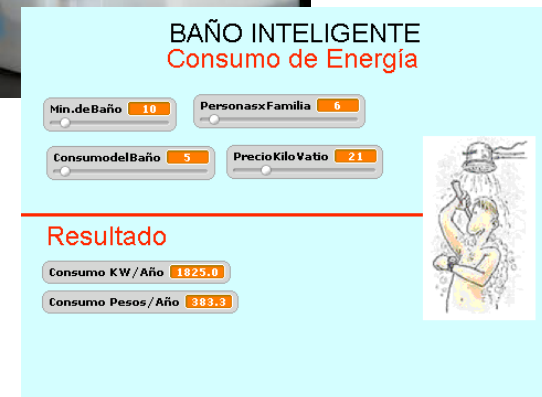 BAÑO INTELIGENTE
Consumo de Energía
Min.deBaño 10
PersonasxFamilia 6
ConsumodelBaño 5
PrecioKiloVatio 21
Resultado
Consumo KW/Año 1825.0
Consumo Pesos/Año 383.3